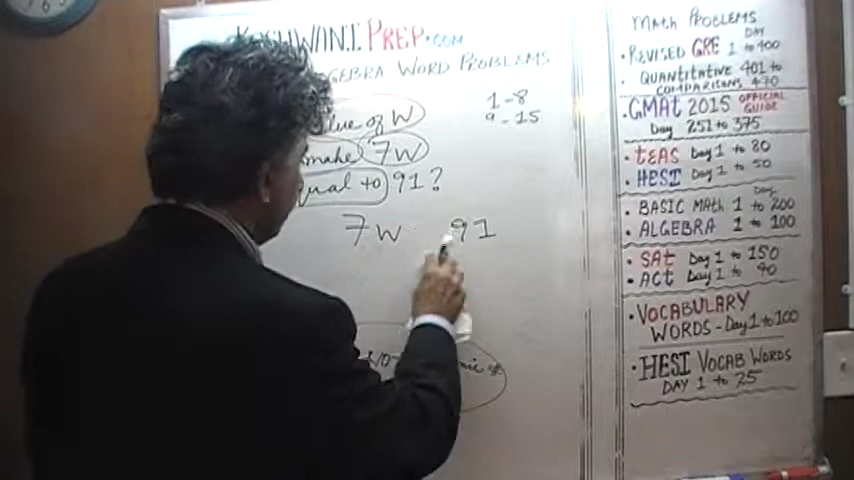 KESHWANI PREP.COM
ALGEBRA WORD PROBLEMS
1-8
9-15
value of W
make 7W
equal to 91?
7W 91
MATH PROBLEMS
DAY
• REVISED GRE 1 to 400
• QUANTITATIVE 401 to
COMPARISONS 470
• GMAT 2015 OFFICIAL GUIDE
Day 251 to 375
• TEAS Day 1 to 80
• HESI Day 1 to 50
Day
• BASIC MATH 1 to 200
• ALGEBRA 1 to 100
• SAT Day 1 to 150
• ACT Day 1 to 90
• VOCABULARY
WORDS - Day 1 to 100
• HESI VOCAB WORDS
DAY 1 to 25